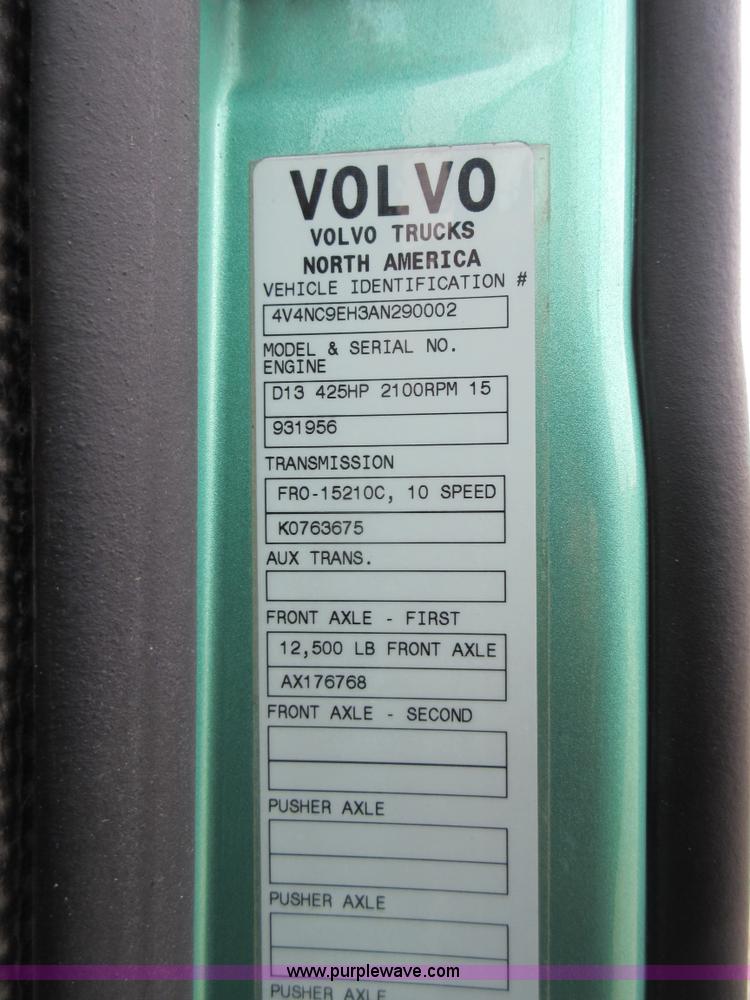 VOLVO
VOLVO TRUCKS
NORTH AMERICA
VEHICLE IDENTIFICATION #
4V4NC9EH3AN290002
MODEL & SERIAL NO.
ENGINE
D13 425HP 2100RPM 15
931956
TRANSMISSION
FRO-15210C, 10 SPEED
K0763675
AUX TRANS.
FRONT AXLE - FIRST
12,500 LB FRONT AXLE
AX176768
FRONT AXLE - SECOND
PUSHER AXLE
PUSHER AXLE
www.purplewave.com
PUSHER AXLE